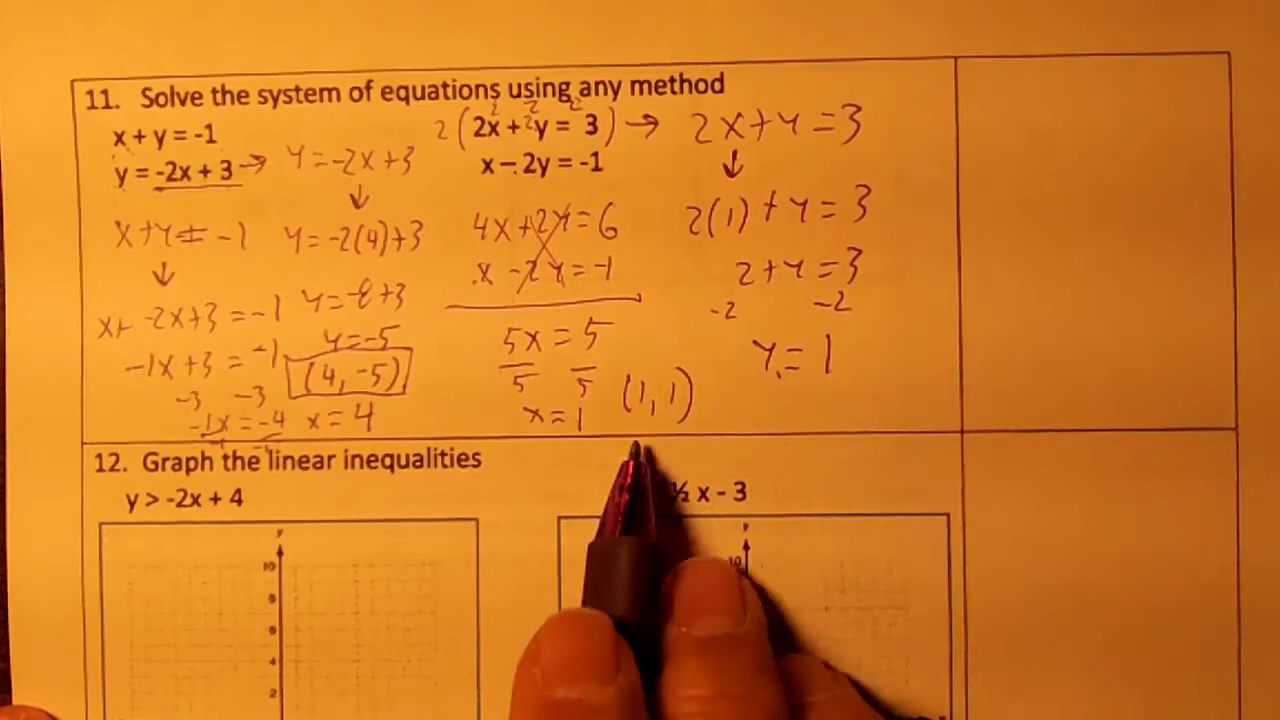 11. Solve the system of equations using any method
x + y = -1
y = -2x + 3 → y = -2x + 3
↓
x + y = -1
y = -2(4) + 3
↓
x + -2x + 3 = -1
y = -8 + 3
-1x + 3 = -1
y = -5
-3 -3
(4, -5)
-1x = -4
x = 4
2(2x + y = 3) → 2x + y = 3
x - 2y = -1
↓
4x + 2y = 6
2(1) + y = 3
x - 2y = -1
2 + y = 3
-2 -2
5x = 5
y = 1
5 5
x = 1
(1, 1)
12. Graph the linear inequalities
y > -2x + 4
½ x - 3
y
10
8
6
4
2
y
10